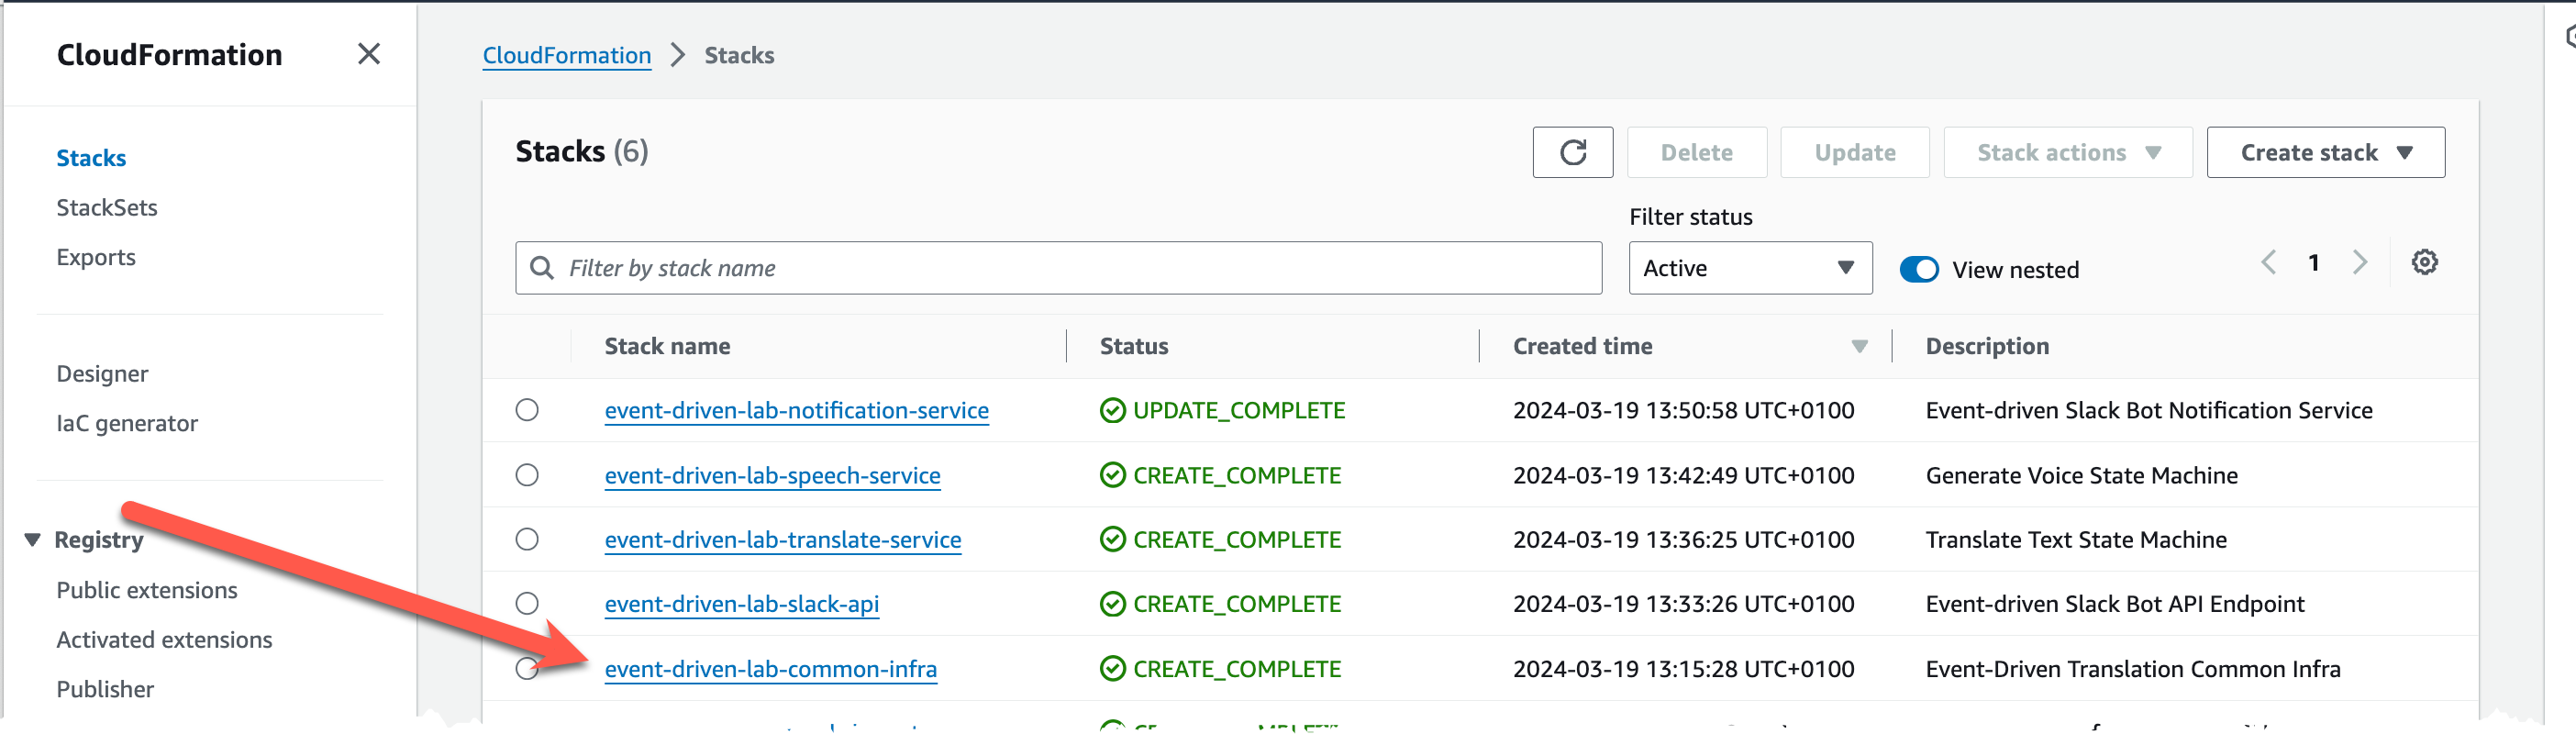 CloudFormation
CloudFormation > Stacks
Stacks
StackSets
Exports
Designer
IaC generator
Registry
Public extensions
Activated extensions
Publisher
Stacks (6)
Delete
Update
Stack actions
Create stack
Filter by stack name
Filter status
Active
View nested
1
Stack name Status Created time Description
event-driven-lab-notification-service UPDATE_COMPLETE 2024-03-19 13:50:58 UTC+0100 Event-driven Slack Bot Notification Service
event-driven-lab-speech-service CREATE_COMPLETE 2024-03-19 13:42:49 UTC+0100 Generate Voice State Machine
event-driven-lab-translate-service CREATE_COMPLETE 2024-03-19 13:36:25 UTC+0100 Translate Text State Machine
event-driven-lab-slack-api CREATE_COMPLETE 2024-03-19 13:33:26 UTC+0100 Event-driven Slack Bot API Endpoint
event-driven-lab-common-infra CREATE_COMPLETE 2024-03-19 13:15:28 UTC+0100 Event-Driven Translation Common Infra